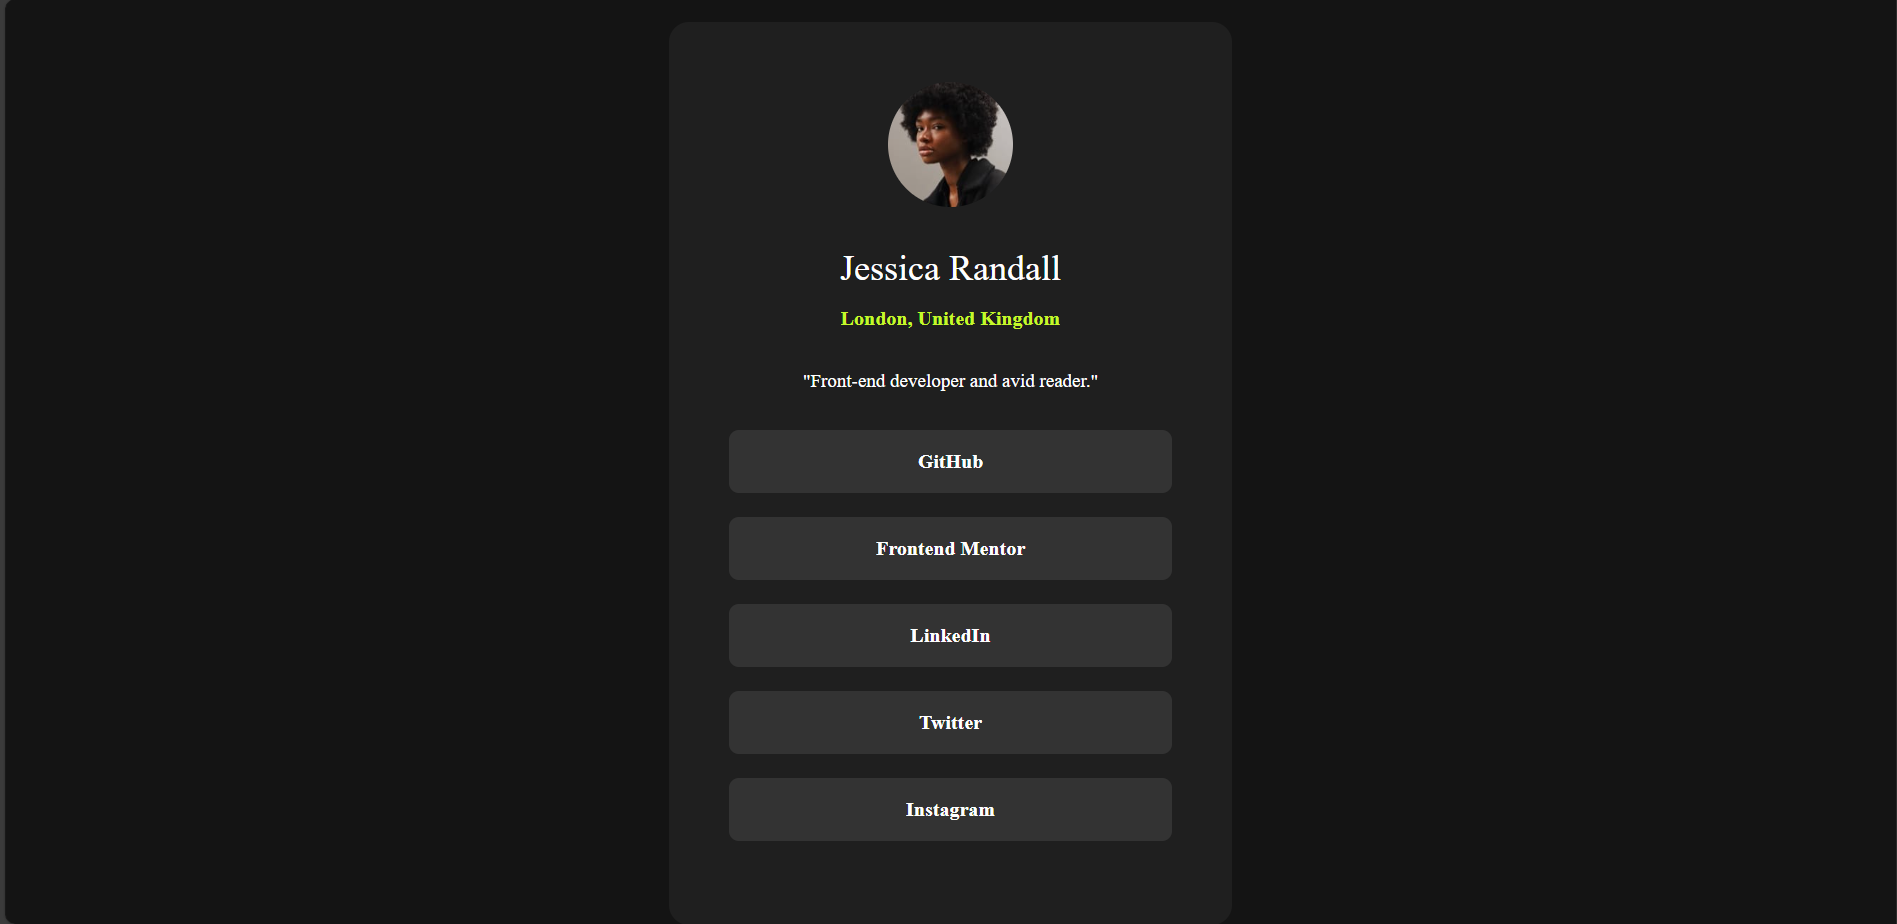 Jessica Randall
London, United Kingdom
"Front-end developer and avid reader."
GitHub
Frontend Mentor
LinkedIn
Twitter
Instagram